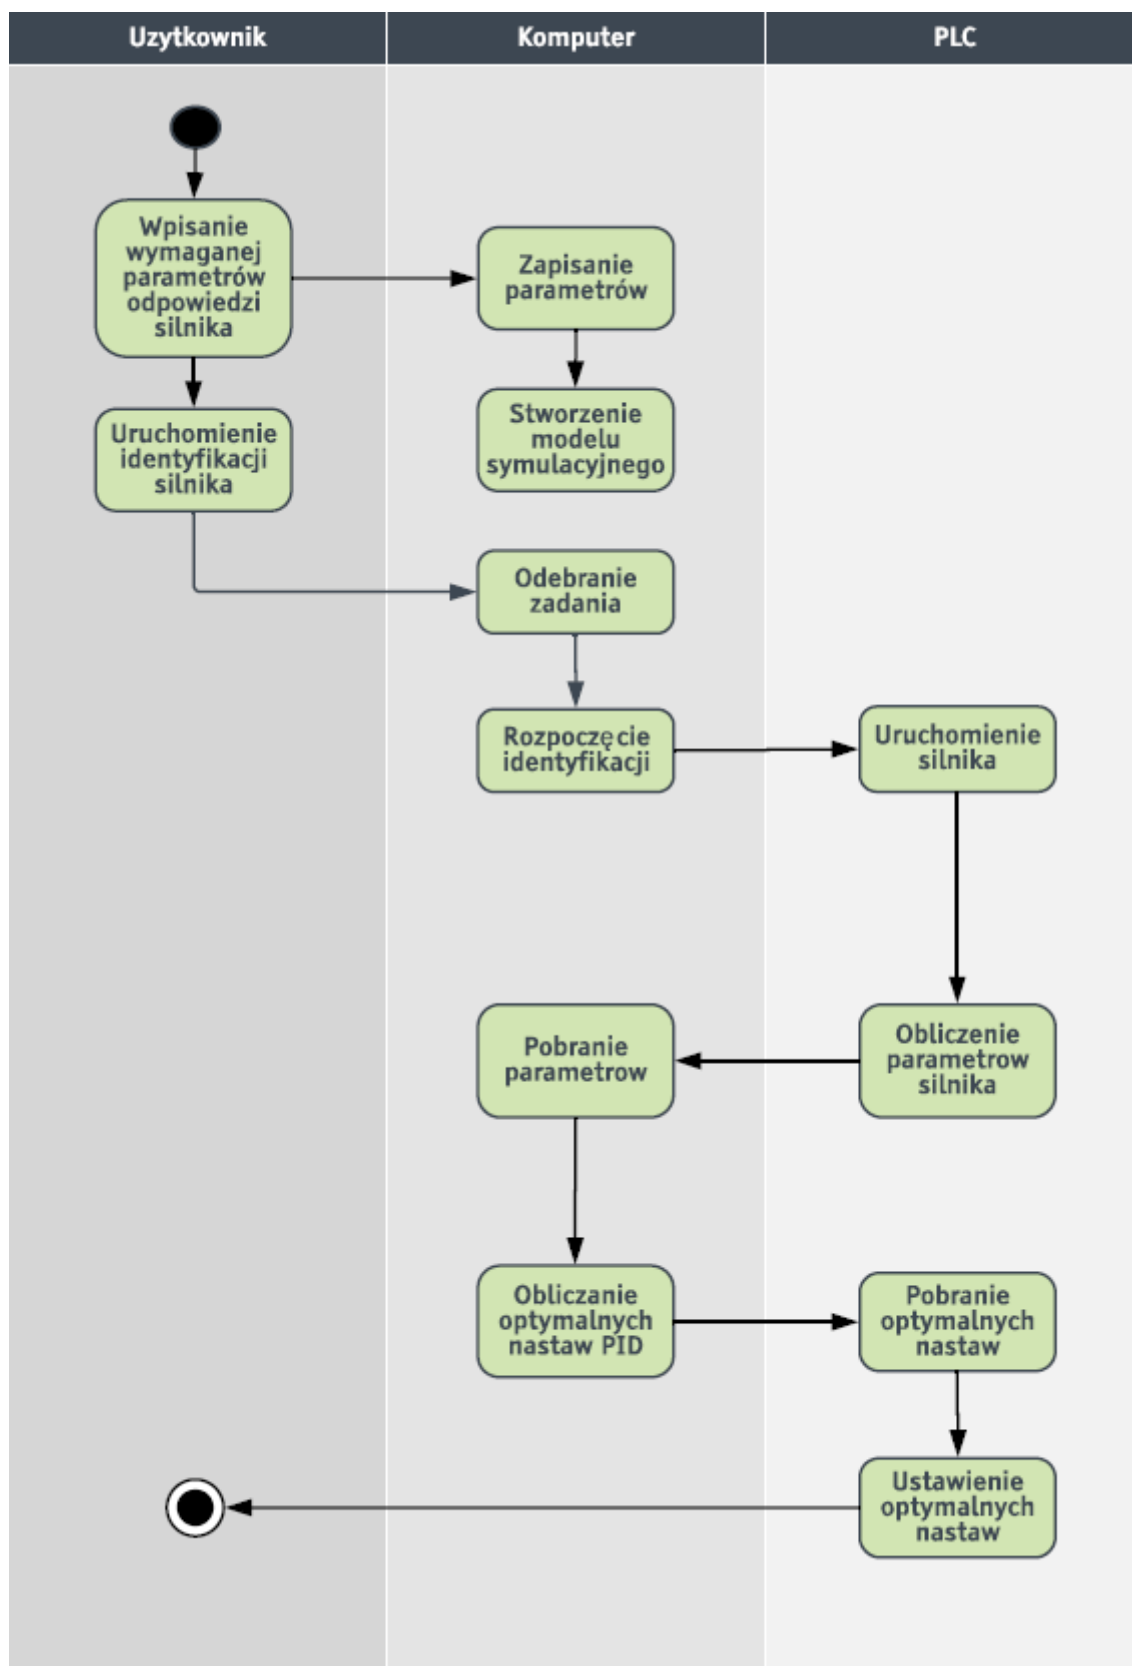 Uzytkownik
Komputer
PLC
Wpisanie
wymaganej
parametrów
odpowiedzi
silnika
Zapisanie
parametrów
Uruchomienie
identyfikacji
silnika
Stworzenie
modelu
symulacyjnego
Odebranie
zadania
Rozpoczęcie
identyfikacji
Uruchomienie
silnika
Obliczenie
parametrow
silnika
Pobranie
parametrow
Obliczanie
optymalnych
nastaw PID
Pobranie
optymalnych
nastaw
Ustawienie
optymalnych
nastaw